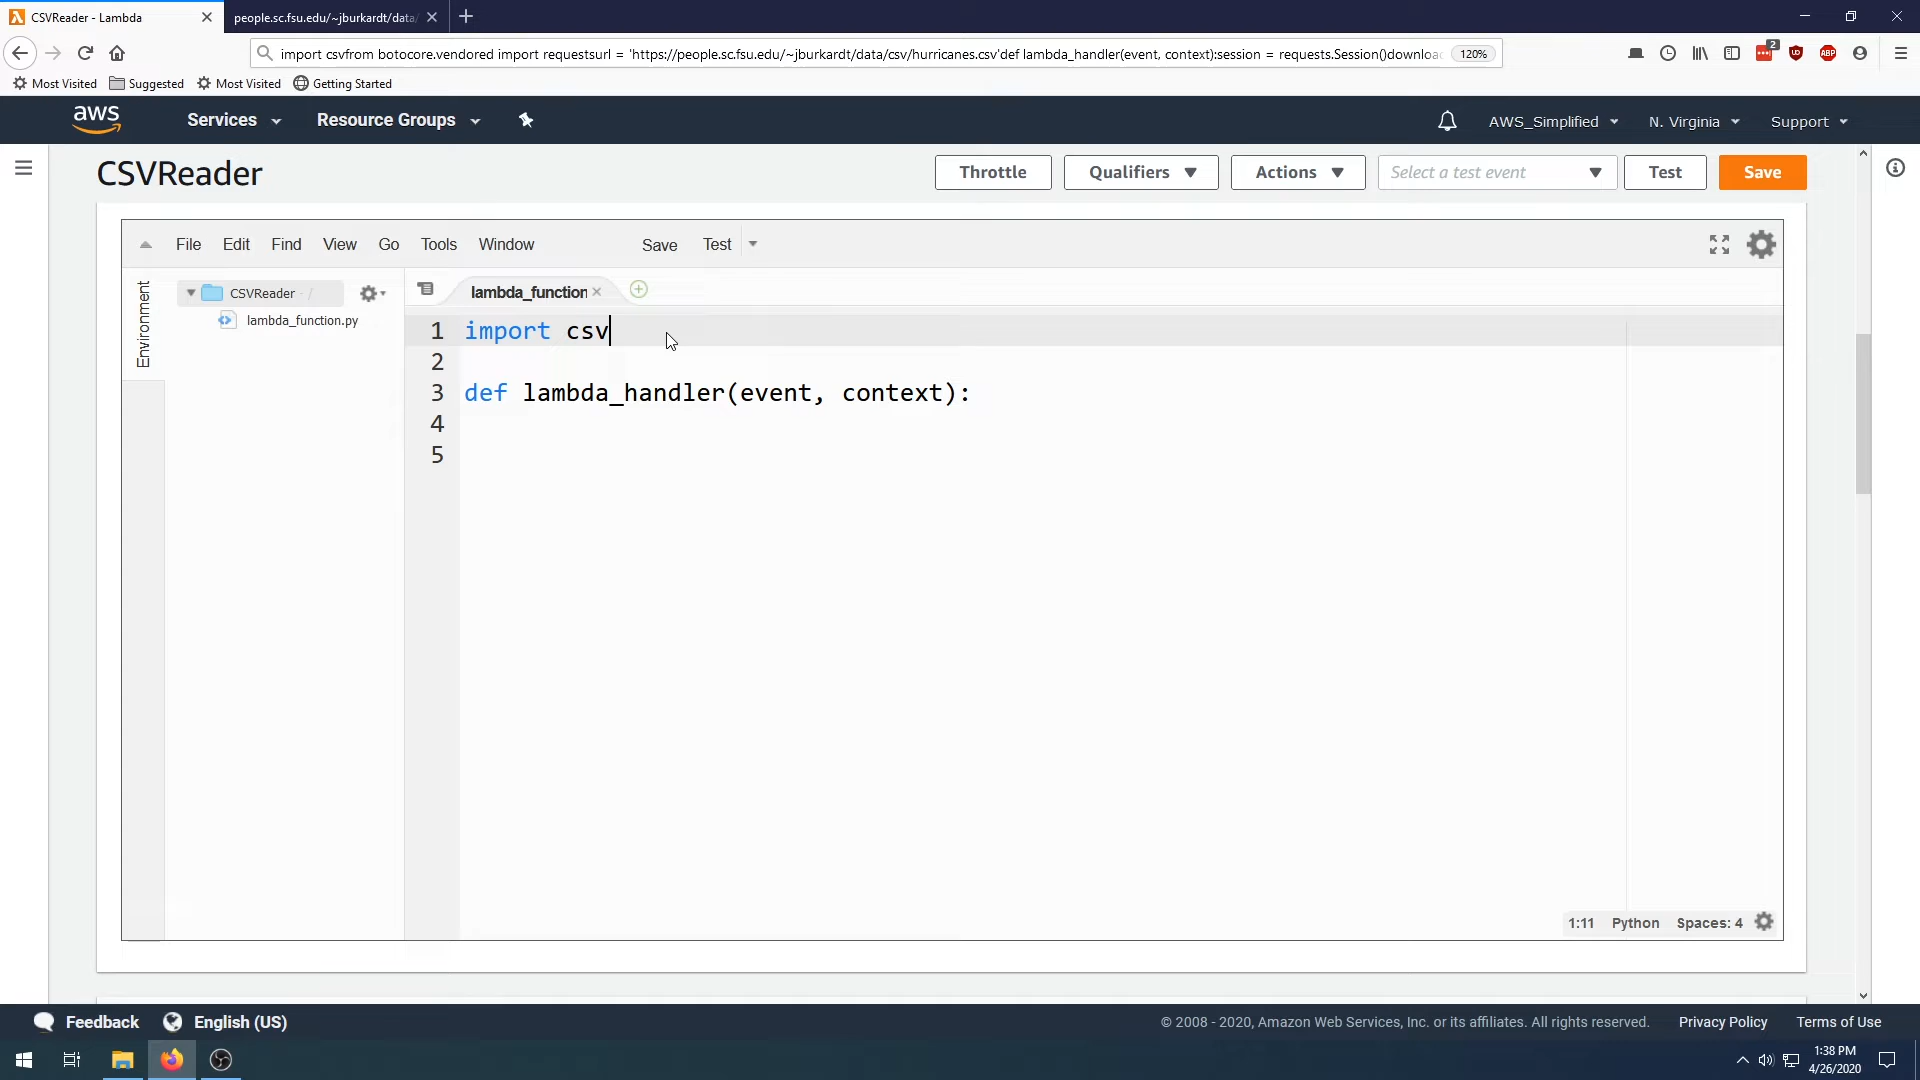 CSVReader - Lambda
people.sc.fsu.edu/~jburkardt/data/
import csvfrom botocore.vendored import requestsurl = 'https://people.sc.fsu.edu/~jburkardt/data/csv/hurricanes.csv'def lambda_handler(event, context):session = requests.Session()downloa
120%
2
Most Visited
Suggested
Most Visited
Getting Started
aws
Services
Resource Groups
AWS_Simplified
N. Virginia
Support
CSVReader
Throttle
Qualifiers
Actions
Select a test event
Test
Save
File
Edit
Find
View
Go
Tools
Window
Save
Test
Environment
CSVReader - /
lambda_function.py
lambda_function
1 import csv
2
3 def lambda_handler(event, context):
4
5
1:11
Python
Spaces: 4
Feedback
English (US)
© 2008 - 2020, Amazon Web Services, Inc. or its affiliates. All rights reserved.
Privacy Policy
Terms of Use
1:38 PM
4/26/2020